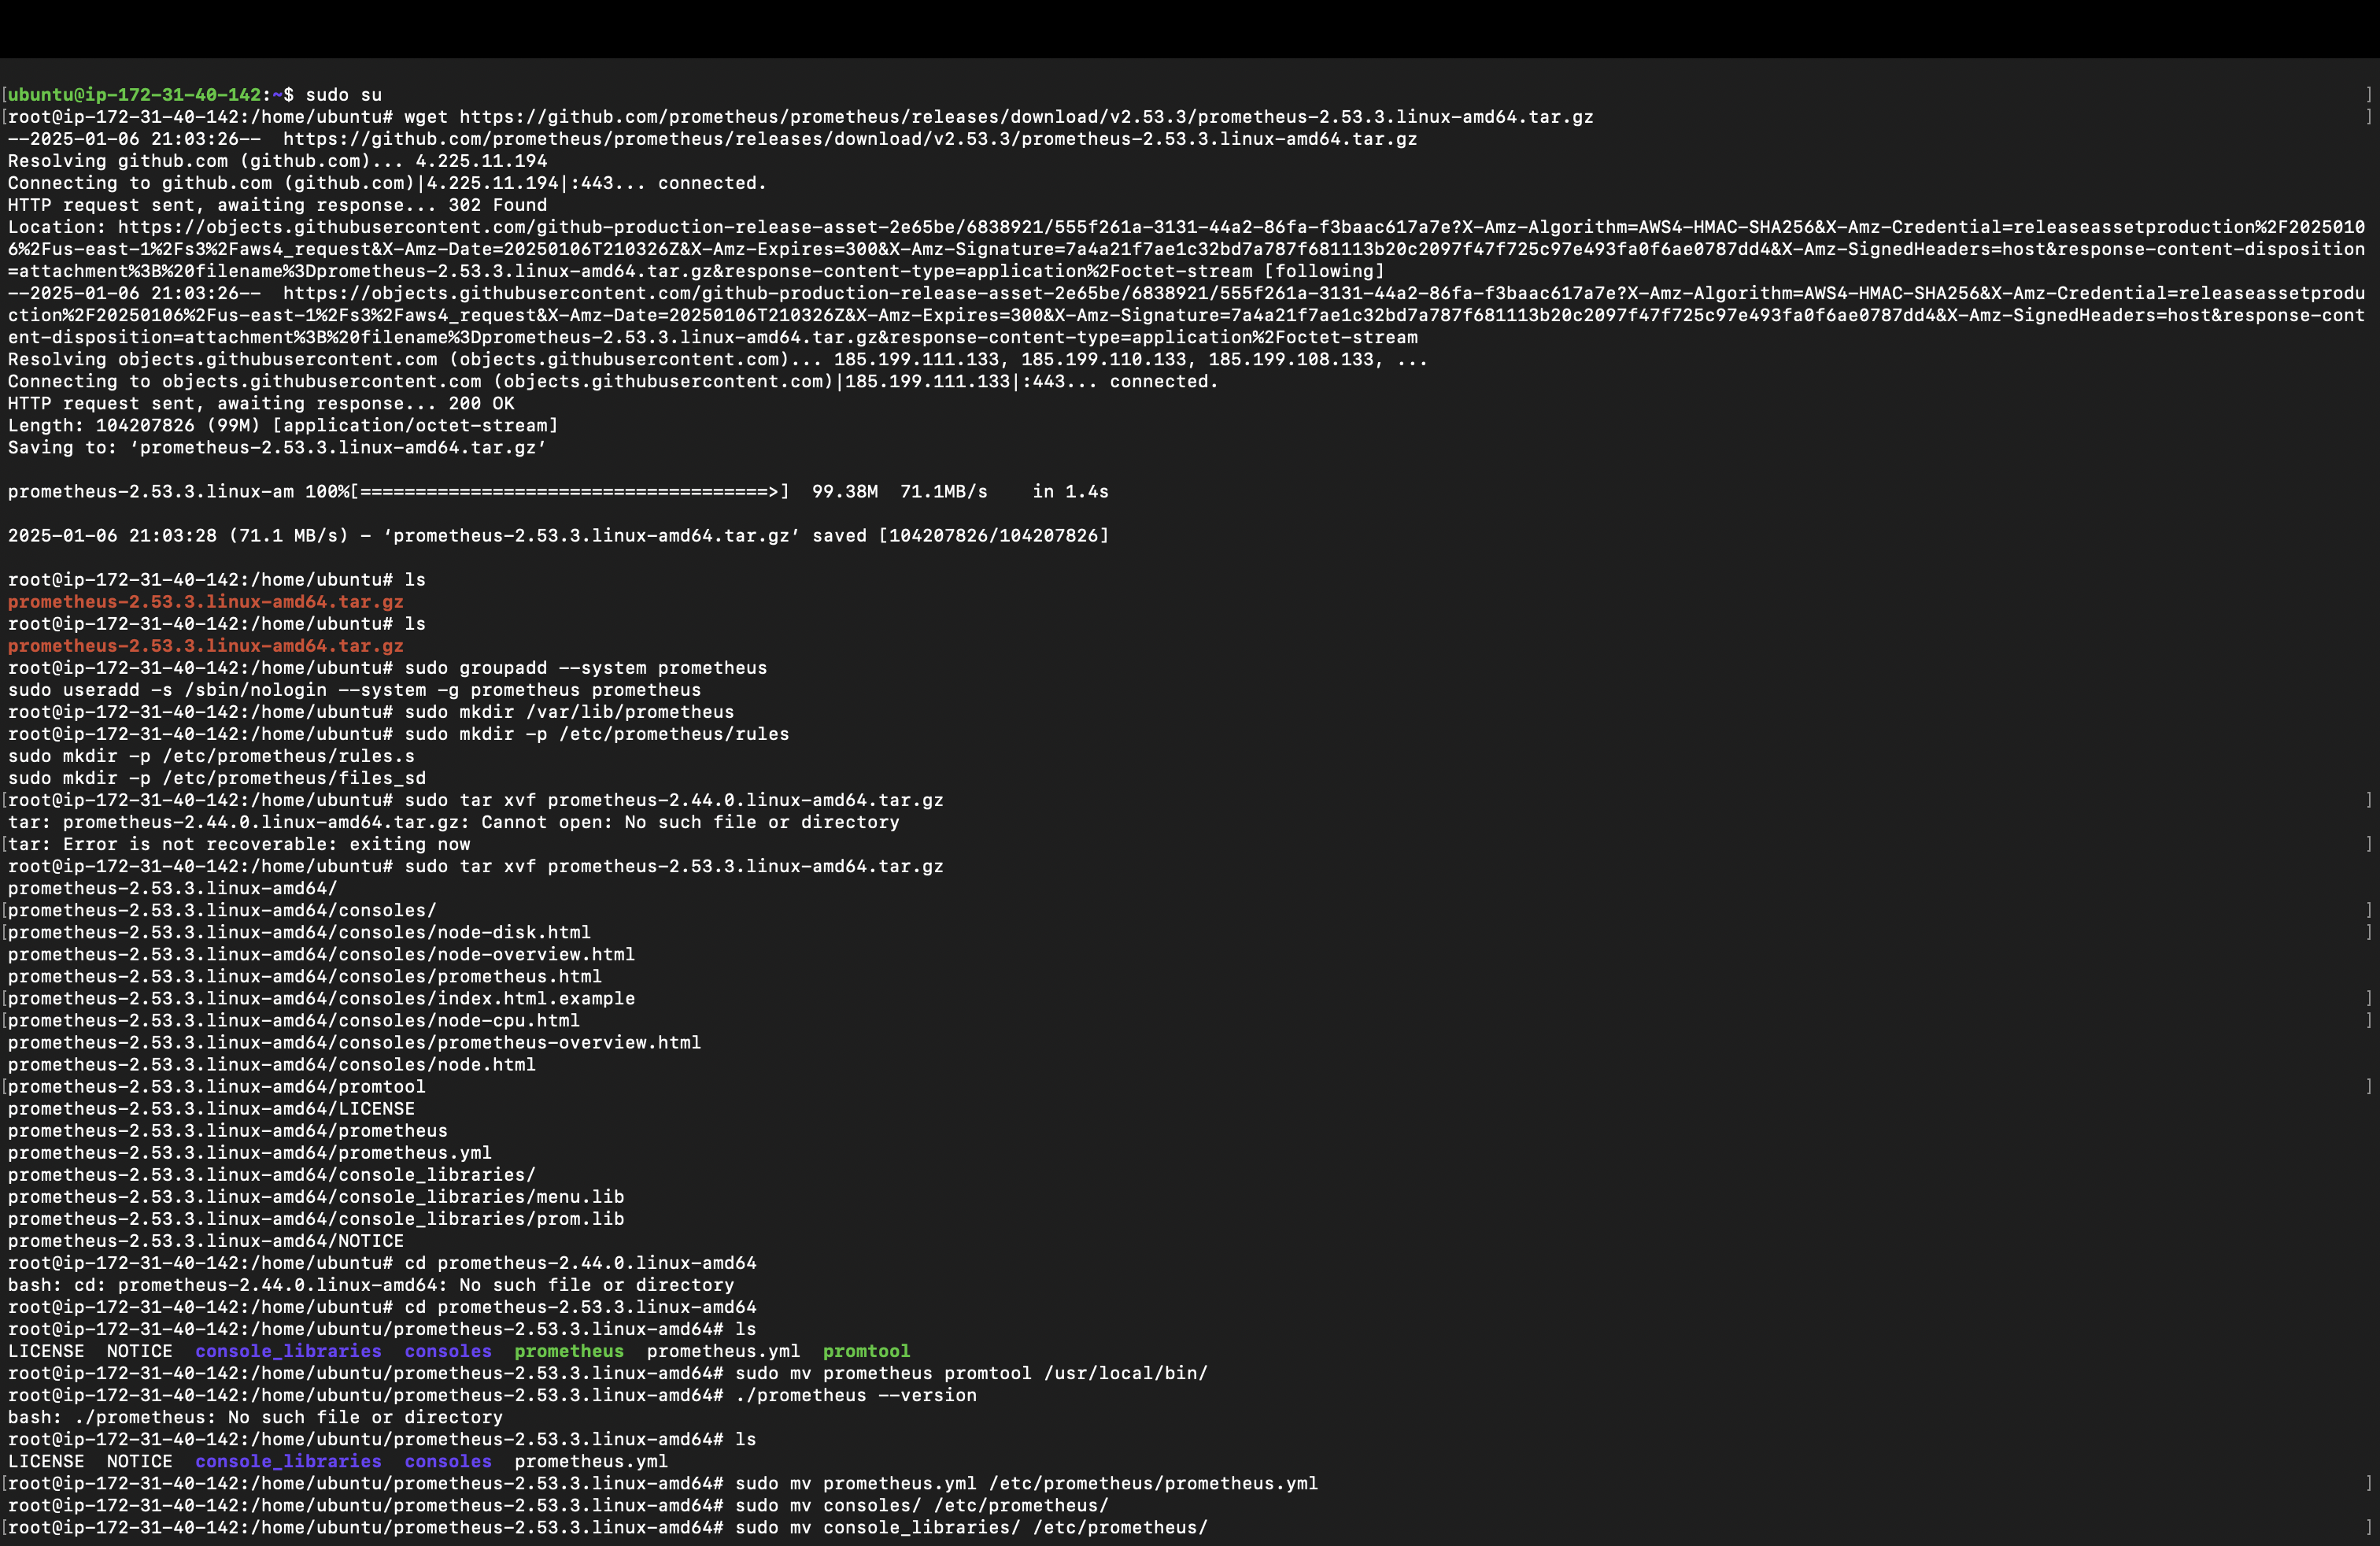 [ubuntu@ip-172-31-40-142:~$ sudo su ]
[root@ip-172-31-40-142:/home/ubuntu# wget https://github.com/prometheus/prometheus/releases/download/v2.53.3/prometheus-2.53.3.linux-amd64.tar.gz ]
--2025-01-06 21:03:26--  https://github.com/prometheus/prometheus/releases/download/v2.53.3/prometheus-2.53.3.linux-amd64.tar.gz
Resolving github.com (github.com)... 4.225.11.194
Connecting to github.com (github.com)|4.225.11.194|:443... connected.
HTTP request sent, awaiting response... 302 Found
Location: https://objects.githubusercontent.com/github-production-release-asset-2e65be/6838921/555f261a-3131-44a2-86fa-f3baac617a7e?X-Amz-Algorithm=AWS4-HMAC-SHA256&X-Amz-Credential=releaseassetproduction%2F2025010
6%2Fus-east-1%2Fs3%2Faws4_request&X-Amz-Date=20250106T210326Z&X-Amz-Expires=300&X-Amz-Signature=7a4a21f7ae1c32bd7a787f681113b20c2097f47f725c97e493fa0f6ae0787dd4&X-Amz-SignedHeaders=host&response-content-disposition
=attachment%3B%20filename%3Dprometheus-2.53.3.linux-amd64.tar.gz&response-content-type=application%2Foctet-stream [following]
--2025-01-06 21:03:26--  https://objects.githubusercontent.com/github-production-release-asset-2e65be/6838921/555f261a-3131-44a2-86fa-f3baac617a7e?X-Amz-Algorithm=AWS4-HMAC-SHA256&X-Amz-Credential=releaseassetprodu
ction%2F20250106%2Fus-east-1%2Fs3%2Faws4_request&X-Amz-Date=20250106T210326Z&X-Amz-Expires=300&X-Amz-Signature=7a4a21f7ae1c32bd7a787f681113b20c2097f47f725c97e493fa0f6ae0787dd4&X-Amz-SignedHeaders=host&response-cont
ent-disposition=attachment%3B%20filename%3Dprometheus-2.53.3.linux-amd64.tar.gz&response-content-type=application%2Foctet-stream
Resolving objects.githubusercontent.com (objects.githubusercontent.com)... 185.199.111.133, 185.199.110.133, 185.199.108.133, ...
Connecting to objects.githubusercontent.com (objects.githubusercontent.com)|185.199.111.133|:443... connected.
HTTP request sent, awaiting response... 200 OK
Length: 104207826 (99M) [application/octet-stream]
Saving to: ‘prometheus-2.53.3.linux-amd64.tar.gz’
prometheus-2.53.3.linux-am 100%[=====================================>]  99.38M  71.1MB/s    in 1.4s
2025-01-06 21:03:28 (71.1 MB/s) - ‘prometheus-2.53.3.linux-amd64.tar.gz’ saved [104207826/104207826]
root@ip-172-31-40-142:/home/ubuntu# ls
prometheus-2.53.3.linux-amd64.tar.gz
root@ip-172-31-40-142:/home/ubuntu# ls
prometheus-2.53.3.linux-amd64.tar.gz
root@ip-172-31-40-142:/home/ubuntu# sudo groupadd --system prometheus
sudo useradd -s /sbin/nologin --system -g prometheus prometheus
root@ip-172-31-40-142:/home/ubuntu# sudo mkdir /var/lib/prometheus
root@ip-172-31-40-142:/home/ubuntu# sudo mkdir -p /etc/prometheus/rules
sudo mkdir -p /etc/prometheus/rules.s
sudo mkdir -p /etc/prometheus/files_sd
[root@ip-172-31-40-142:/home/ubuntu# sudo tar xvf prometheus-2.44.0.linux-amd64.tar.gz ]
tar: prometheus-2.44.0.linux-amd64.tar.gz: Cannot open: No such file or directory
[tar: Error is not recoverable: exiting now ]
root@ip-172-31-40-142:/home/ubuntu# sudo tar xvf prometheus-2.53.3.linux-amd64.tar.gz
prometheus-2.53.3.linux-amd64/
[prometheus-2.53.3.linux-amd64/consoles/ ]
[prometheus-2.53.3.linux-amd64/consoles/node-disk.html ]
prometheus-2.53.3.linux-amd64/consoles/node-overview.html
prometheus-2.53.3.linux-amd64/consoles/prometheus.html
[prometheus-2.53.3.linux-amd64/consoles/index.html.example ]
[prometheus-2.53.3.linux-amd64/consoles/node-cpu.html ]
prometheus-2.53.3.linux-amd64/consoles/prometheus-overview.html
prometheus-2.53.3.linux-amd64/consoles/node.html
[prometheus-2.53.3.linux-amd64/promtool ]
prometheus-2.53.3.linux-amd64/LICENSE
prometheus-2.53.3.linux-amd64/prometheus
prometheus-2.53.3.linux-amd64/prometheus.yml
prometheus-2.53.3.linux-amd64/console_libraries/
prometheus-2.53.3.linux-amd64/console_libraries/menu.lib
prometheus-2.53.3.linux-amd64/console_libraries/prom.lib
prometheus-2.53.3.linux-amd64/NOTICE
root@ip-172-31-40-142:/home/ubuntu# cd prometheus-2.44.0.linux-amd64
bash: cd: prometheus-2.44.0.linux-amd64: No such file or directory
root@ip-172-31-40-142:/home/ubuntu# cd prometheus-2.53.3.linux-amd64
root@ip-172-31-40-142:/home/ubuntu/prometheus-2.53.3.linux-amd64# ls
LICENSE  NOTICE  console_libraries  consoles  prometheus  prometheus.yml  promtool
root@ip-172-31-40-142:/home/ubuntu/prometheus-2.53.3.linux-amd64# sudo mv prometheus promtool /usr/local/bin/
root@ip-172-31-40-142:/home/ubuntu/prometheus-2.53.3.linux-amd64# ./prometheus --version
bash: ./prometheus: No such file or directory
root@ip-172-31-40-142:/home/ubuntu/prometheus-2.53.3.linux-amd64# ls
LICENSE  NOTICE  console_libraries  consoles  prometheus.yml
[root@ip-172-31-40-142:/home/ubuntu/prometheus-2.53.3.linux-amd64# sudo mv prometheus.yml /etc/prometheus/prometheus.yml ]
root@ip-172-31-40-142:/home/ubuntu/prometheus-2.53.3.linux-amd64# sudo mv consoles/ /etc/prometheus/
[root@ip-172-31-40-142:/home/ubuntu/prometheus-2.53.3.linux-amd64# sudo mv console_libraries/ /etc/prometheus/ ]